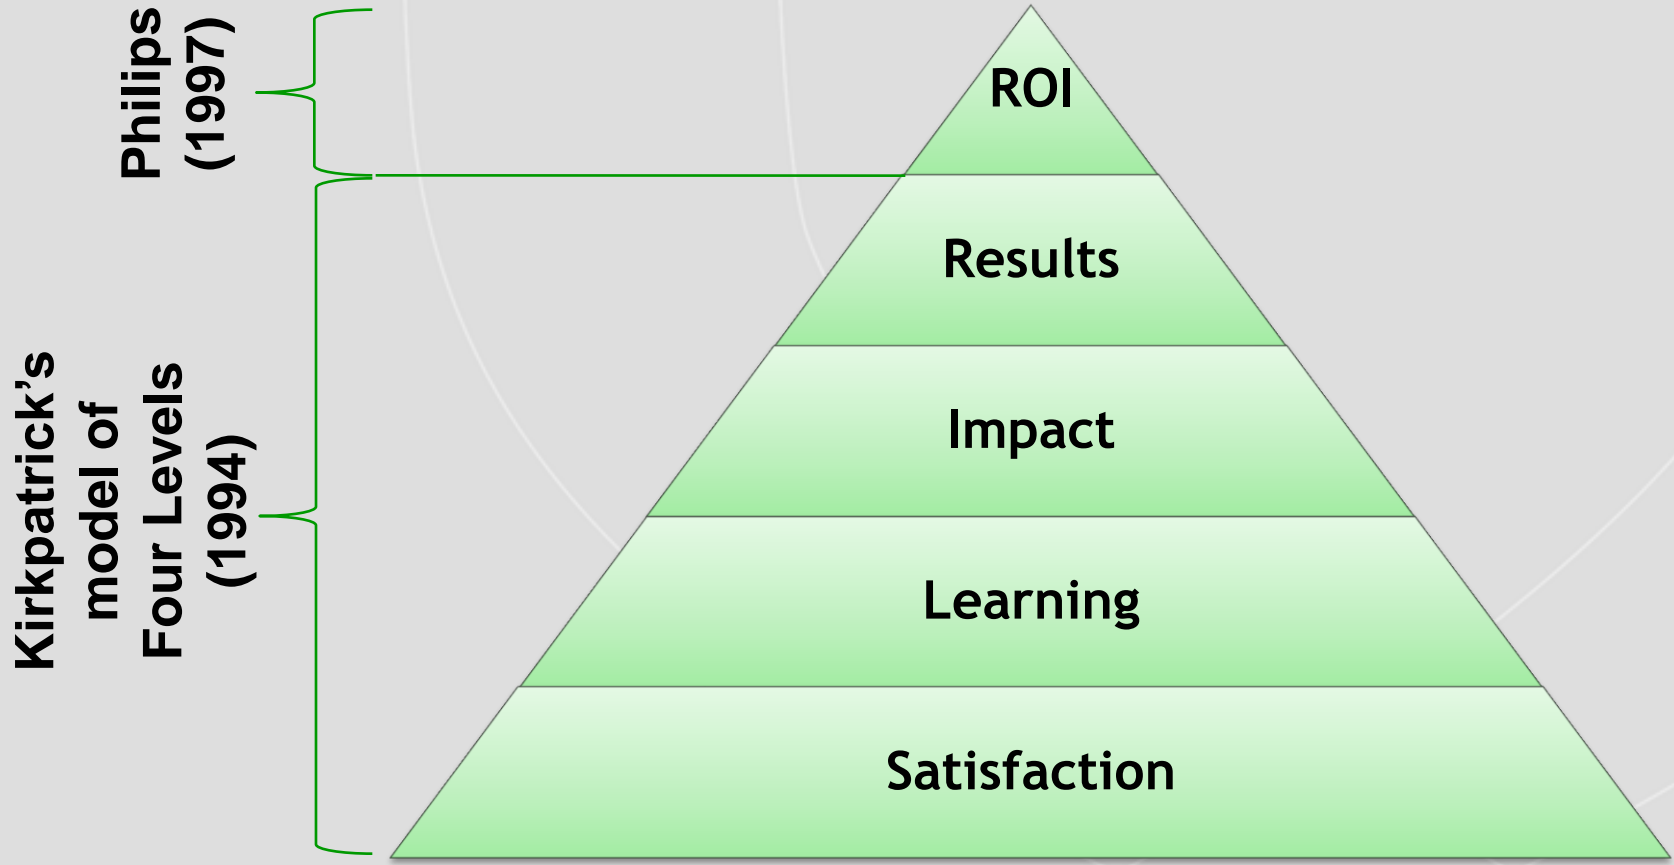 Philips
(1997)
Kirkpatrick’s
model of
Four Levels
(1994)
ROI
Results
Impact
Learning
Satisfaction